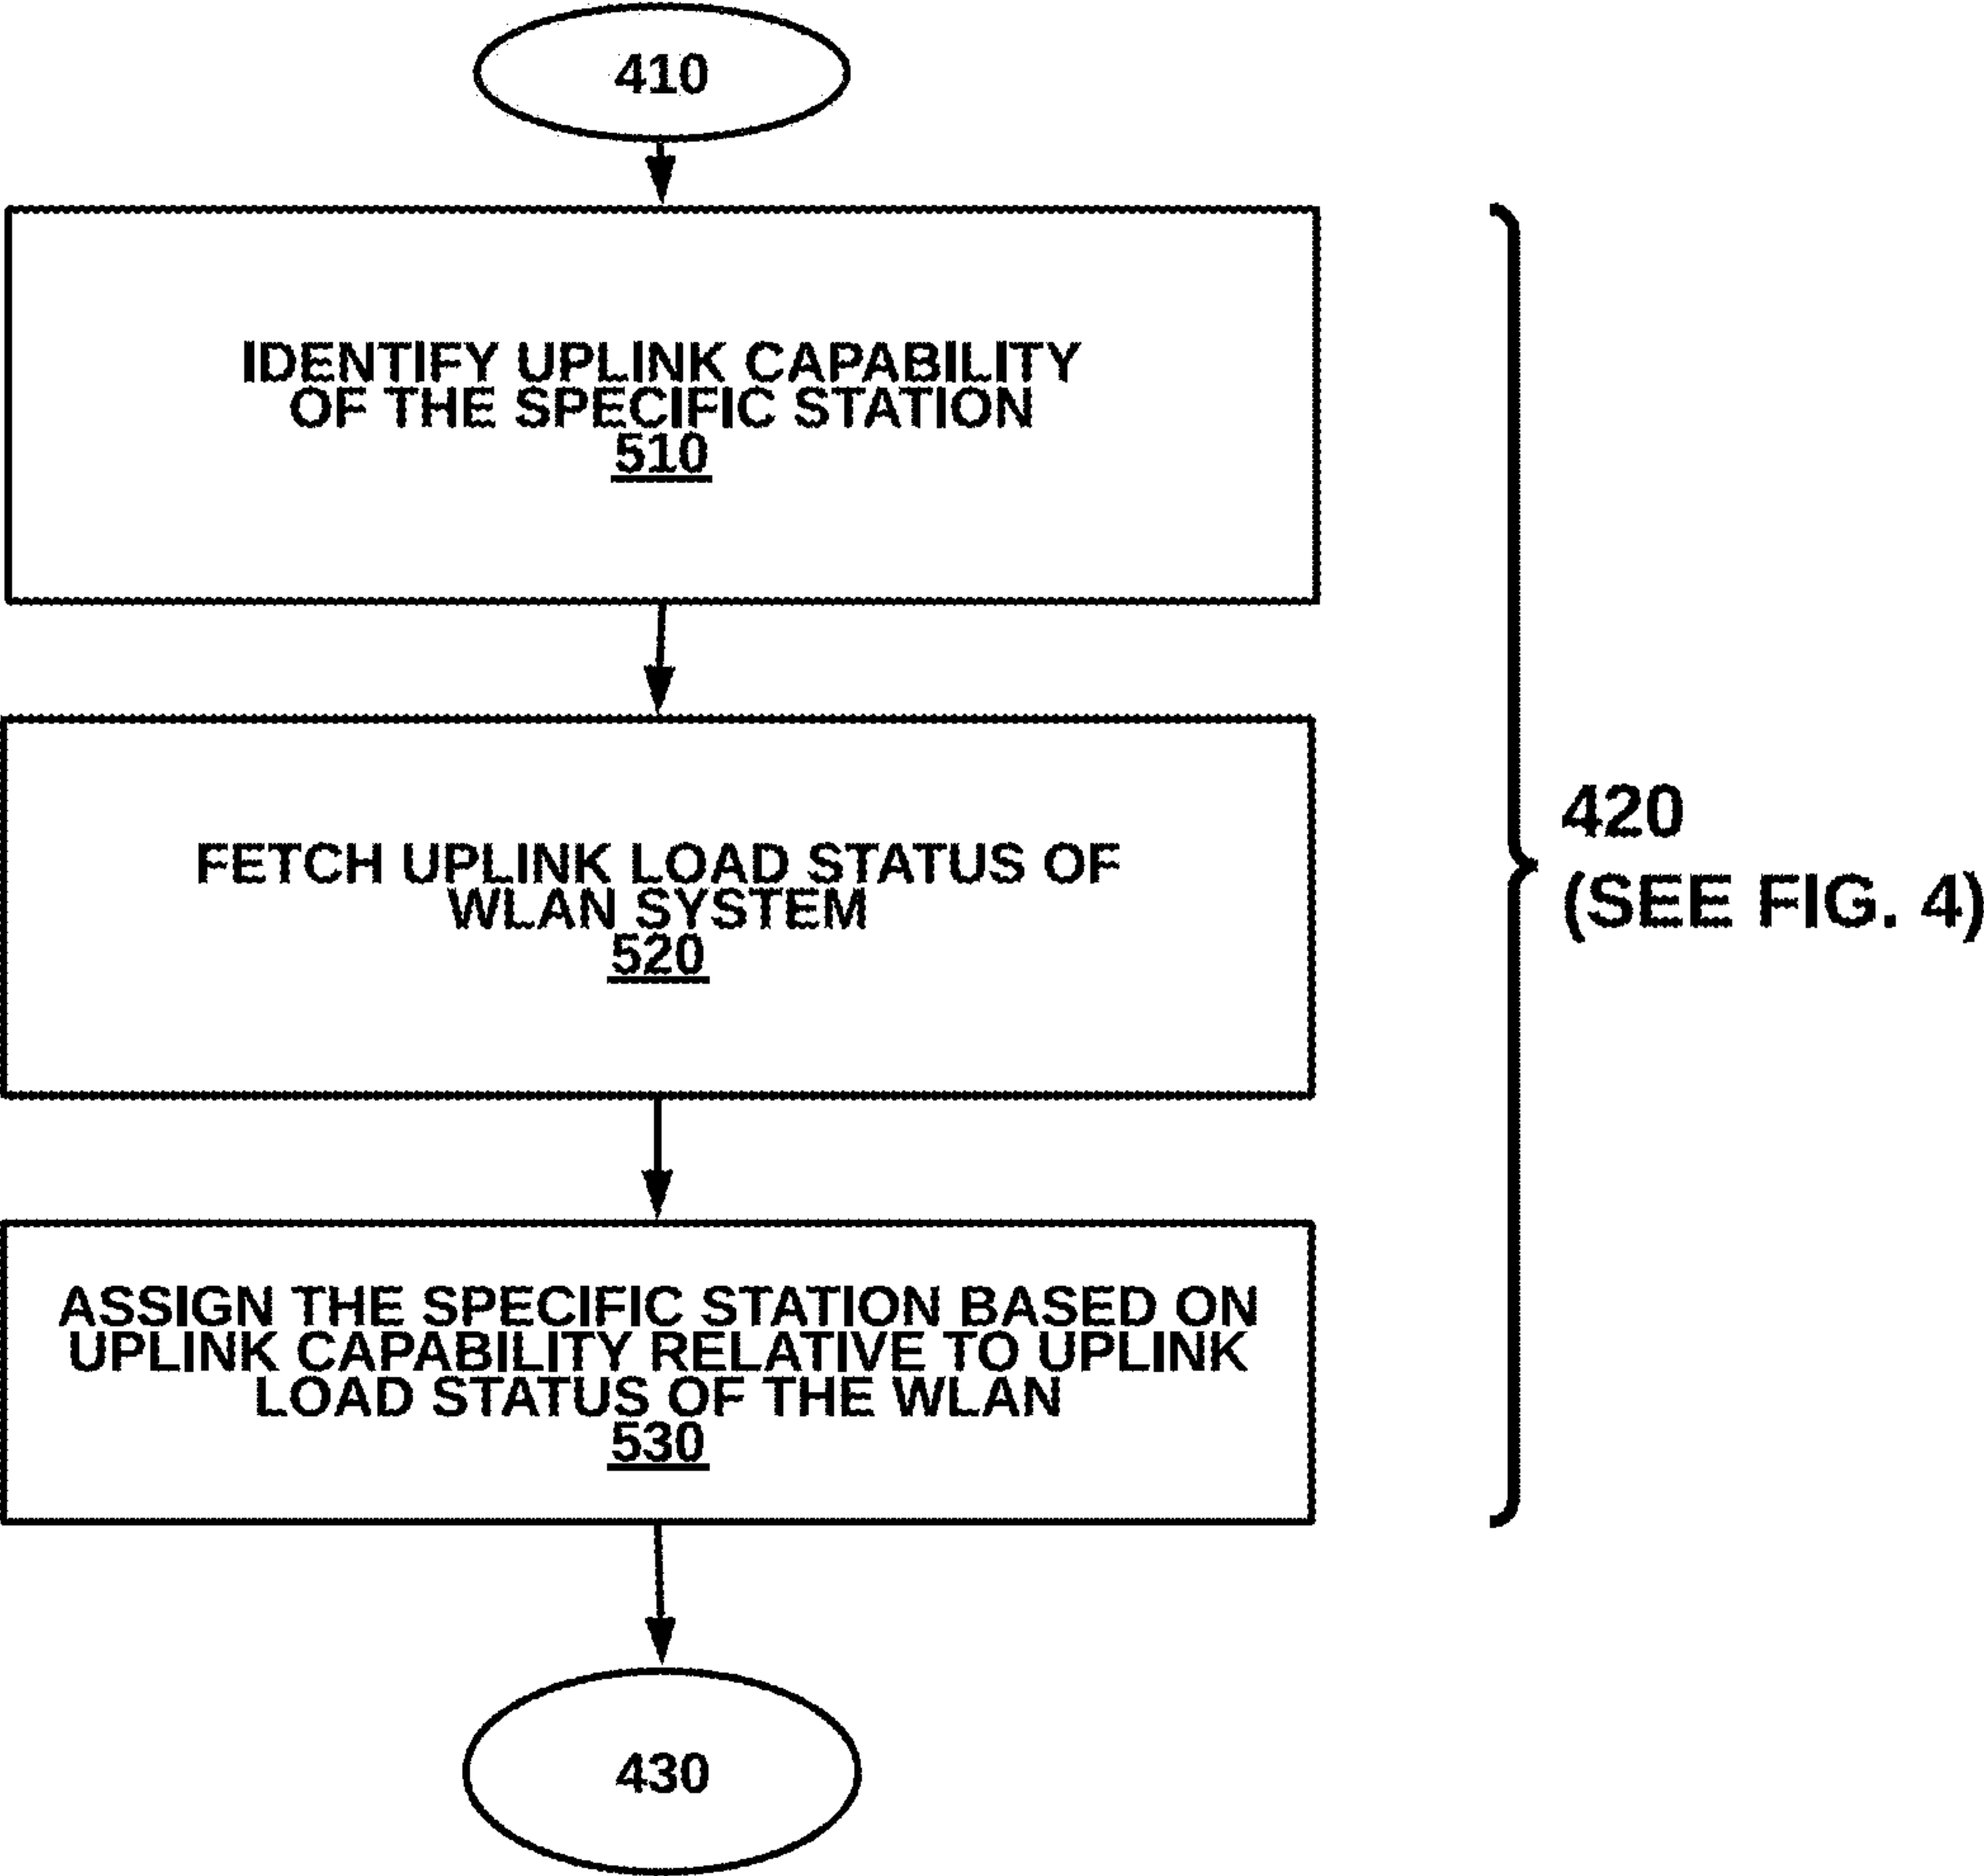 410
IDENTIFY UPLINK CAPABILITY
OF THE SPECIFIC STATION
510
FETCH UPLINK LOAD STATUS OF
WLAN SYSTEM
520
420
(SEE FIG. 4)
ASSIGN THE SPECIFIC STATION BASED ON
UPLINK CAPABILITY RELATIVE TO UPLINK
LOAD STATUS OF THE WLAN
530
430